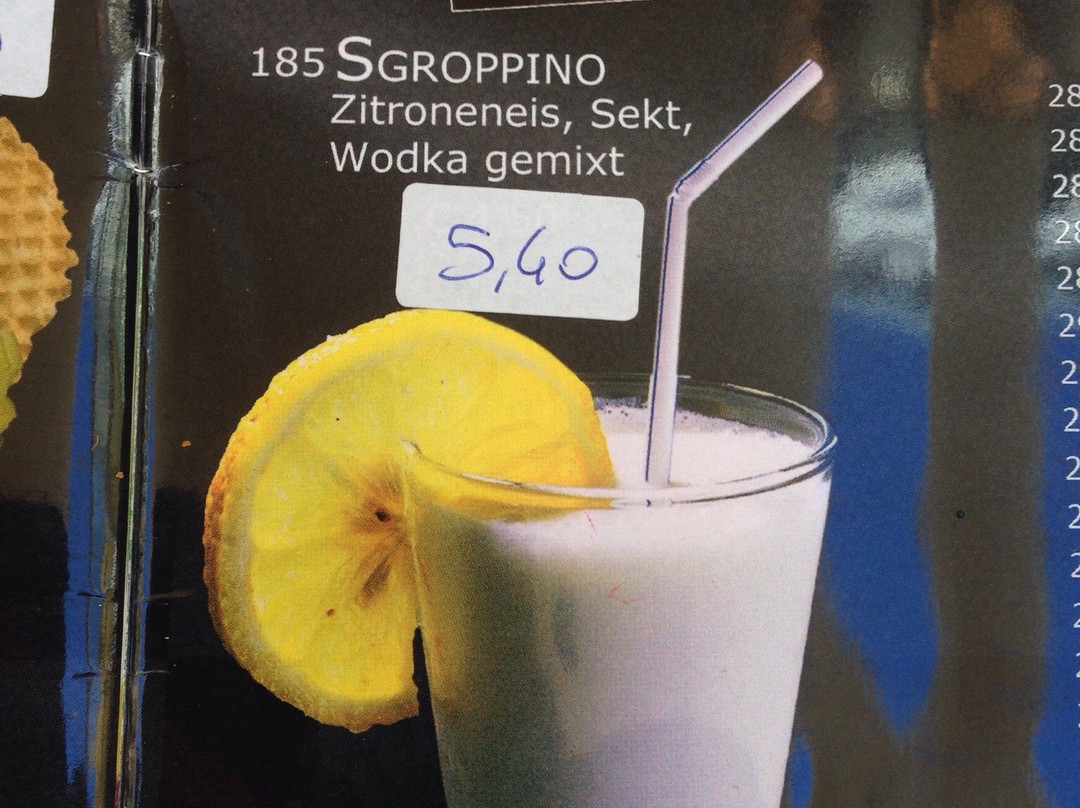 185 SGROPPINO
Zitroneneis, Sekt,
Wodka gemixt
5,40